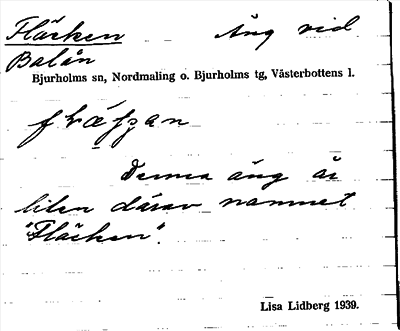 Fläcken Äng vid
Balån
Bjurholms sn, Nordmaling o. Bjurholms tg, Västerbottens l.
Denna äng är
liten därav namnet
"Fläcken".
Lisa Lidberg 1939.